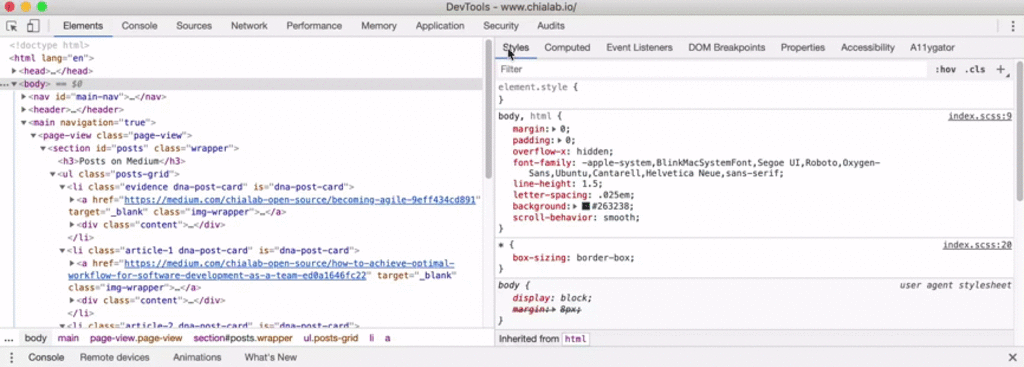 DevTools - www.chialab.io/
Elements Console Sources Network Performance Memory Application Security Audits
<!doctype html>
<html lang="en">
▶<head>…</head>
… ▼<body> == $0
▶<nav id="main-nav">…</nav>
▶<header>…</header>
▼<main navigation="true">
▼<page-view class="page-view">
▼<section id="posts" class="wrapper">
<h3>Posts on Medium</h3>
▼<ul class="posts-grid">
▼<li class="evidence dna-post-card" is="dna-post-card">
▶<a href="https://medium.com/chialab-open-source/becoming-agile-9eff434cd891"
target="_blank" class="img-wrapper">…</a>
▶<div class="content">…</div>
</li>
▼<li class="article-1 dna-post-card" is="dna-post-card">
▶<a href="https://medium.com/chialab-open-source/how-to-achieve-optimal-
workflow-for-software-development-as-a-team-ed0a1646fc22" target="_blank"
class="img-wrapper">…</a>
▶<div class="content">…</div>
</li>
▼<li class="article-2 dna-post-card" is="dna-post-card">
… body main page-view.page-view section#posts.wrapper ul.posts-grid li a
Styles Computed Event Listeners DOM Breakpoints Properties Accessibility A11ygator
Filter :hov .cls +
element.style {
}
body, html { index.scss:9
margin:▶ 0;
padding:▶ 0;
overflow-x: hidden;
font-family: -apple-system,BlinkMacSystemFont,Segoe UI,Roboto,Oxygen-
Sans,Ubuntu,Cantarell,Helvetica Neue,sans-serif;
line-height: 1.5;
letter-spacing: .025em;
background:▶ #263238;
scroll-behavior: smooth;
}
* { index.scss:20
box-sizing: border-box;
}
body { user agent stylesheet
display: block;
margin:▶ 8px;
}
Inherited from html
Console Remote devices Animations What's New